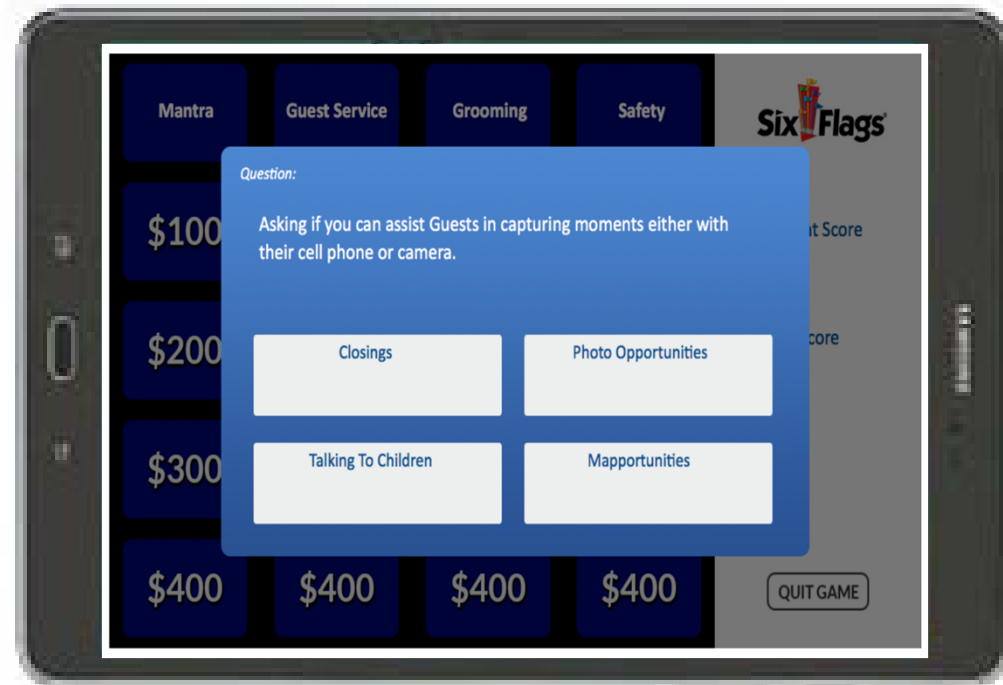 Mantra
Guest Service
Grooming
Safety
Six Flags
Question:
Asking if you can assist Guests in capturing moments either with
their cell phone or camera.
$100
t Score
$200
core
Closings
Photo Opportunities
$300
Talking To Children
Mapportunities
$400
$400
$400
$400
QUIT GAME